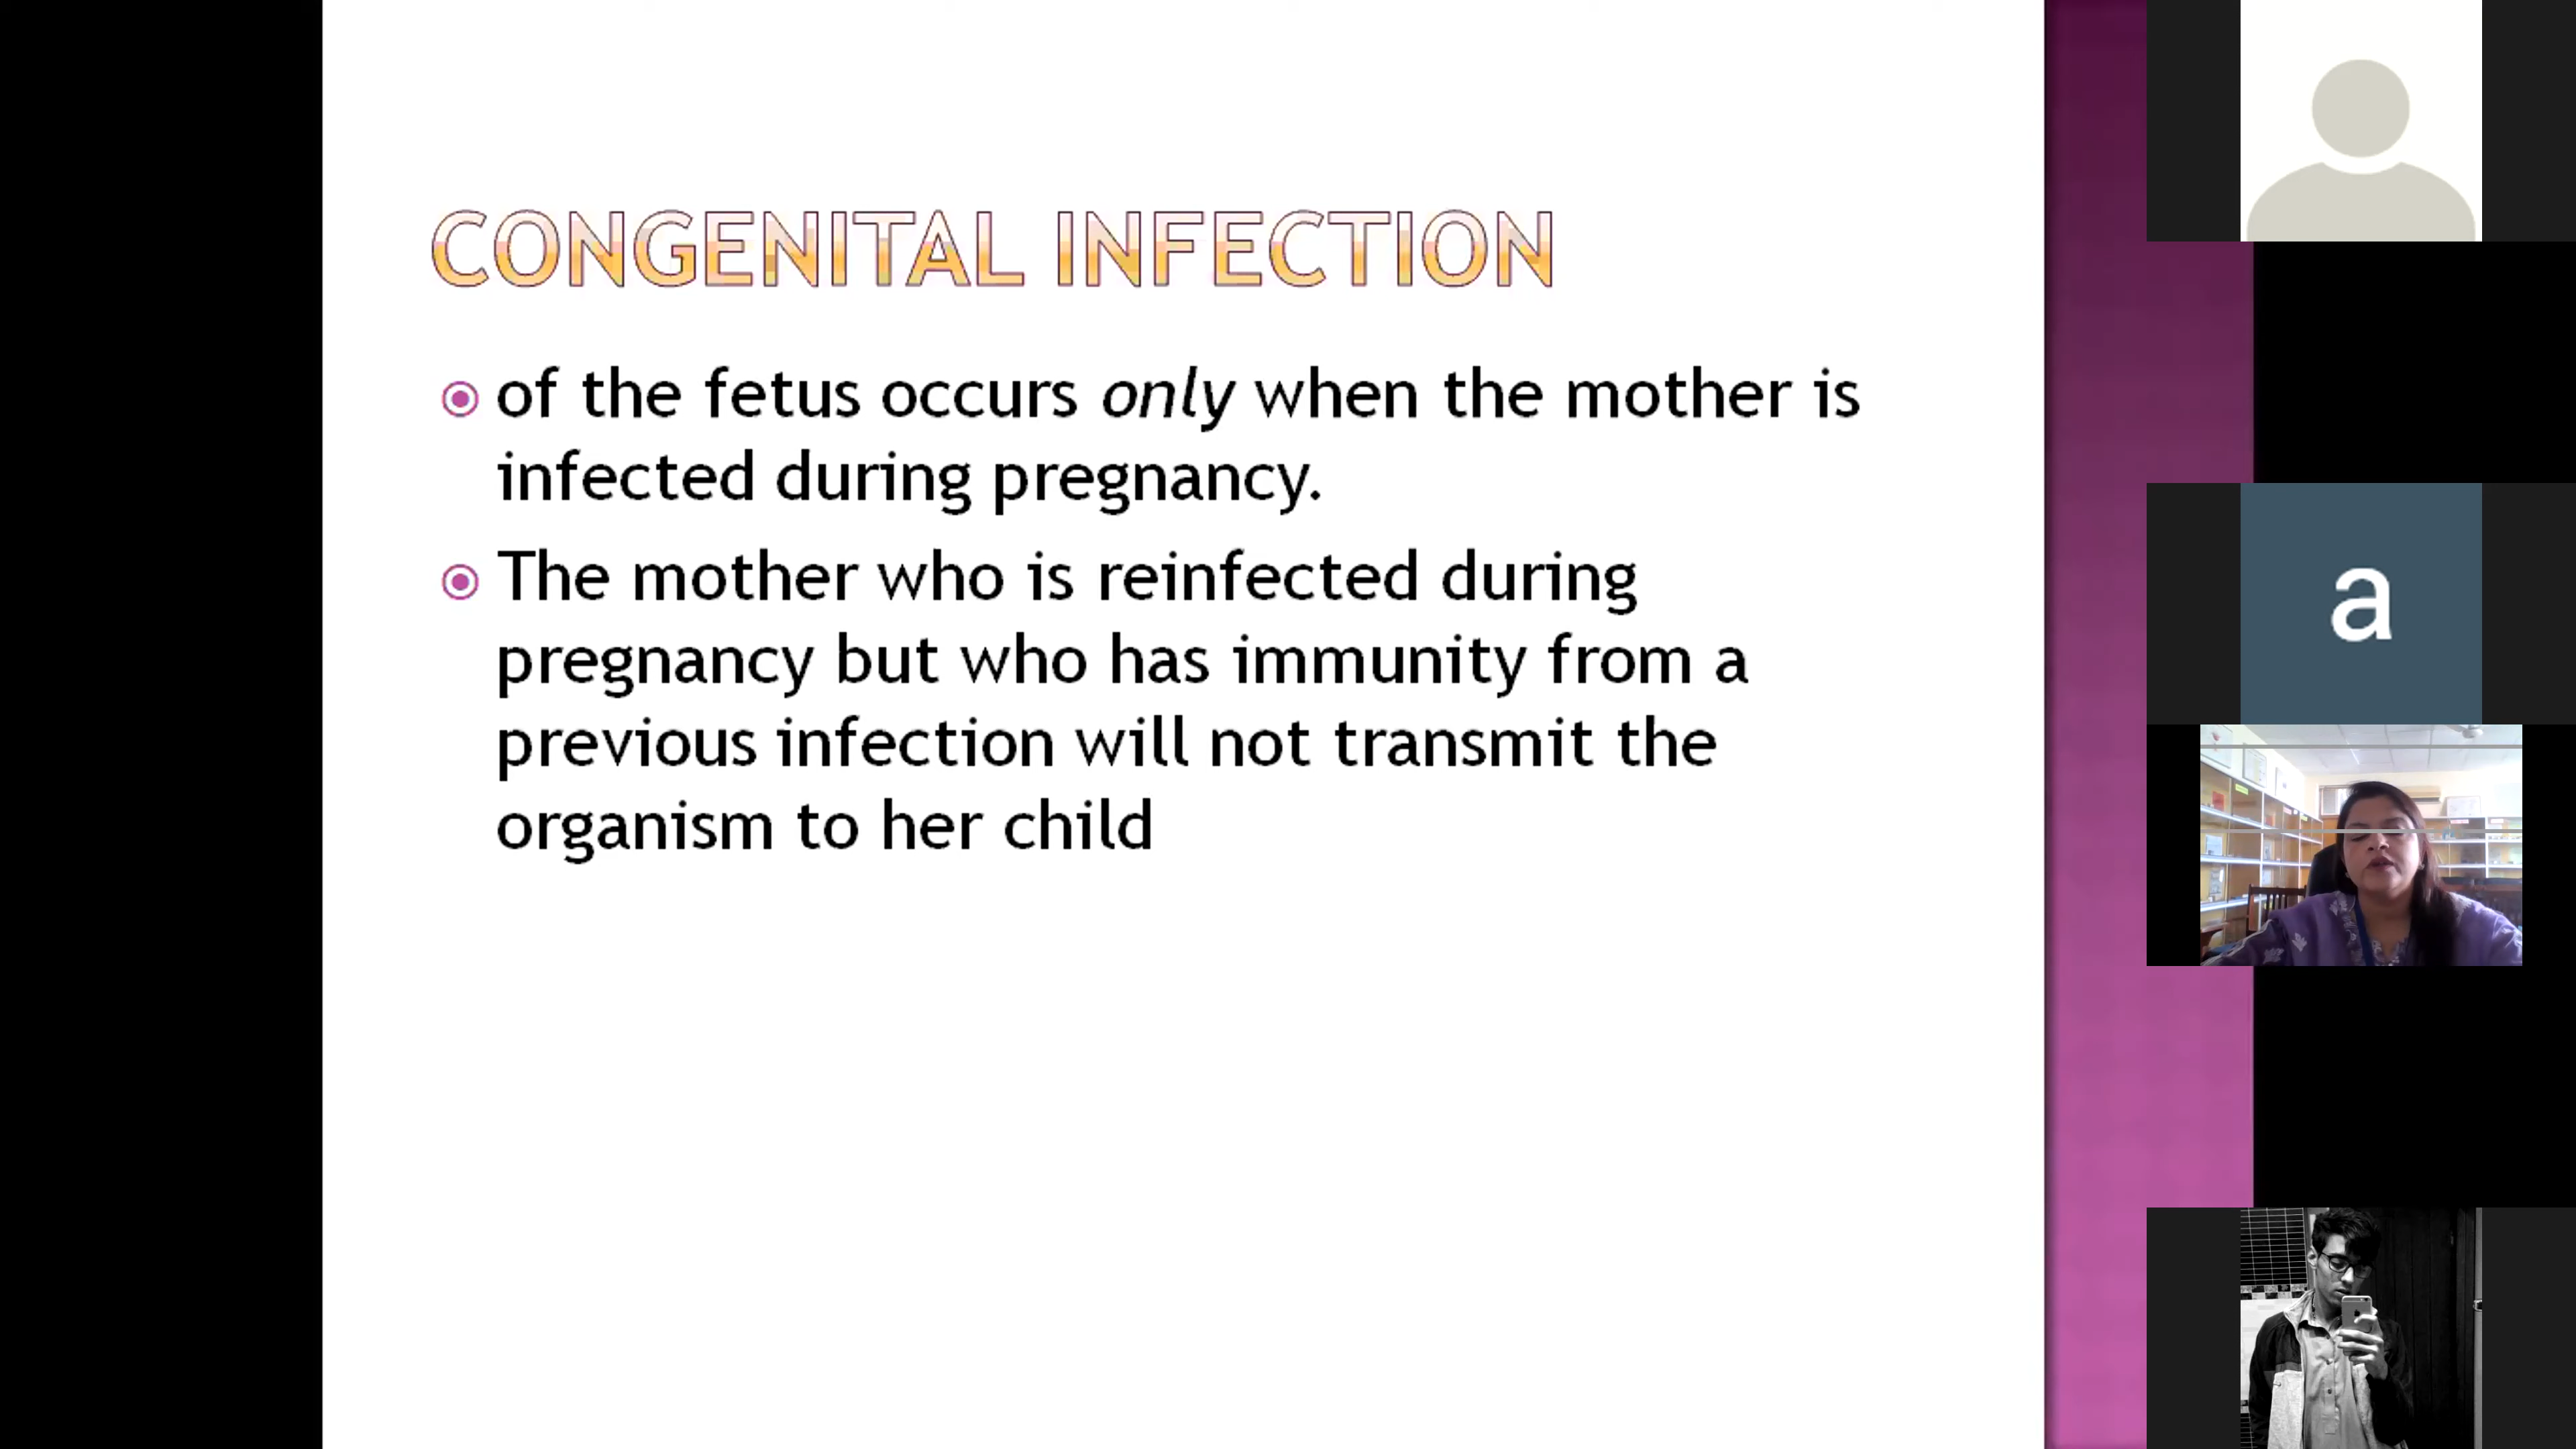 CONGENITAL INFECTION
of the fetus occurs only when the mother is
infected during pregnancy.
The mother who is reinfected during
pregnancy but who has immunity from a
previous infection will not transmit the
organism to her child
a